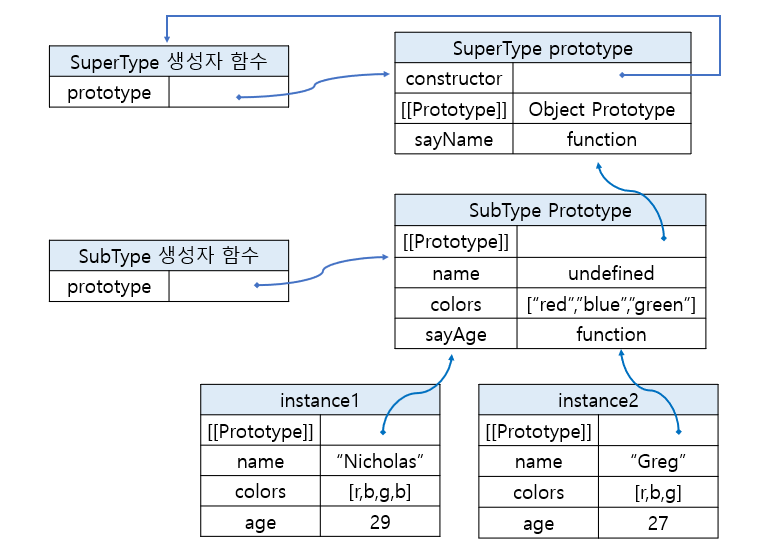 SuperType 생성자 함수
prototype
SuperType prototype
constructor
[[Prototype]] Object Prototype
sayName function
SubType 생성자 함수
prototype
SubType Prototype
[[Prototype]]
name undefined
colors [“red”,”blue”,”green”]
sayAge function
instance1
[[Prototype]]
name “Nicholas”
colors [r,b,g,b]
age 29
instance2
[[Prototype]]
name “Greg”
colors [r,b,g]
age 27